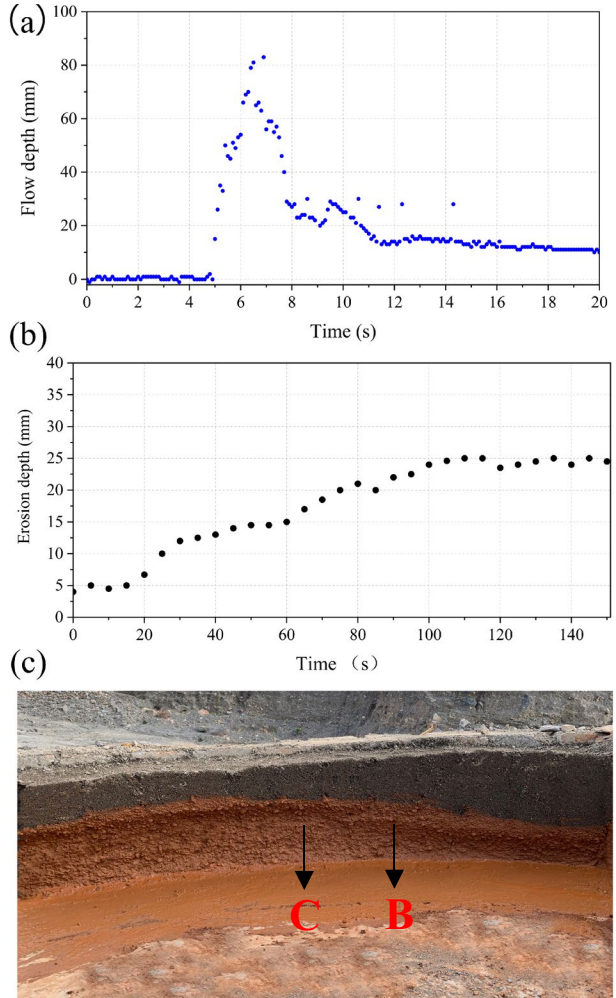 (a)
100
80
60
40
20
0
Flow depth (mm)
0 2 4 6 8 10 12 14 16 18 20
Time (s)
(b)
40
35
30
25
20
15
10
5
0
Erosion depth (mm)
0 20 40 60 80 100 120 140
Time （s）
(c)
C B